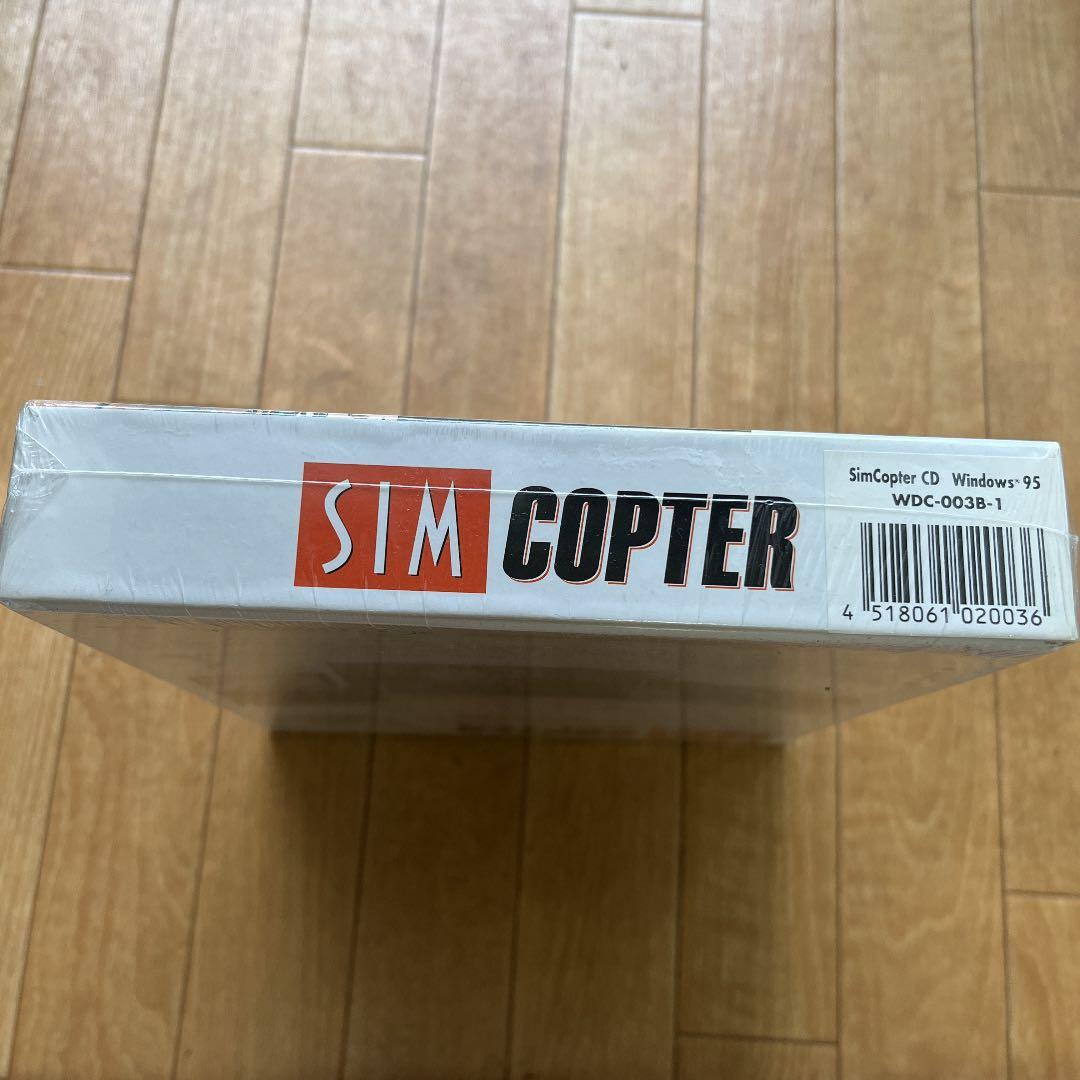 SIM COPTER
SimCopter CD Windows® 95
WDC-003B-1
4 518061 020036